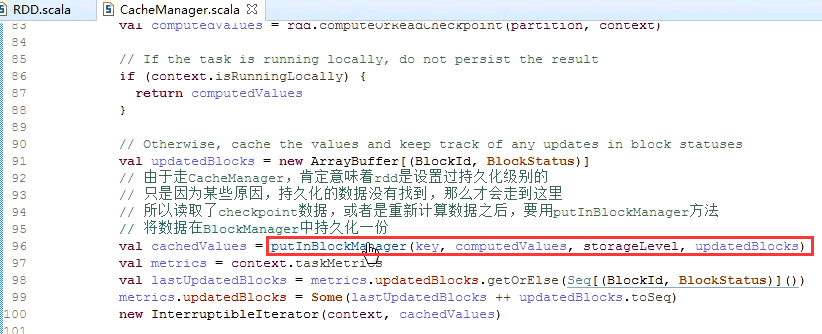 RDD.scala CacheManager.scala
83 val computedValues = rdd.computeOrReadCheckpoint(partition, context)
84
85 // If the task is running locally, do not persist the result
86 if (context.isRunningLocally) {
87 return computedValues
88 }
89
90 // Otherwise, cache the values and keep track of any updates in block statuses
91 val updatedBlocks = new ArrayBuffer[(BlockId, BlockStatus)]
92 // 由于走CacheManager，肯定意味着rdd是设置过持久化级别的
93 // 只是因为某些原因，持久化的数据没有找到，那么才会走到这里
94 // 所以读取了checkpoint数据，或者是重新计算数据之后，要用putInBlockManager方法
95 // 将数据在BlockManager中持久化一份
96 val cachedValues = putInBlockManager(key, computedValues, storageLevel, updatedBlocks)
97 val metrics = context.taskMetrics
98 val lastUpdatedBlocks = metrics.updatedBlocks.getOrElse(Seq[(BlockId, BlockStatus)]())
99 metrics.updatedBlocks = Some(lastUpdatedBlocks ++ updatedBlocks.toSeq)
100 new InterruptibleIterator(context, cachedValues)
101